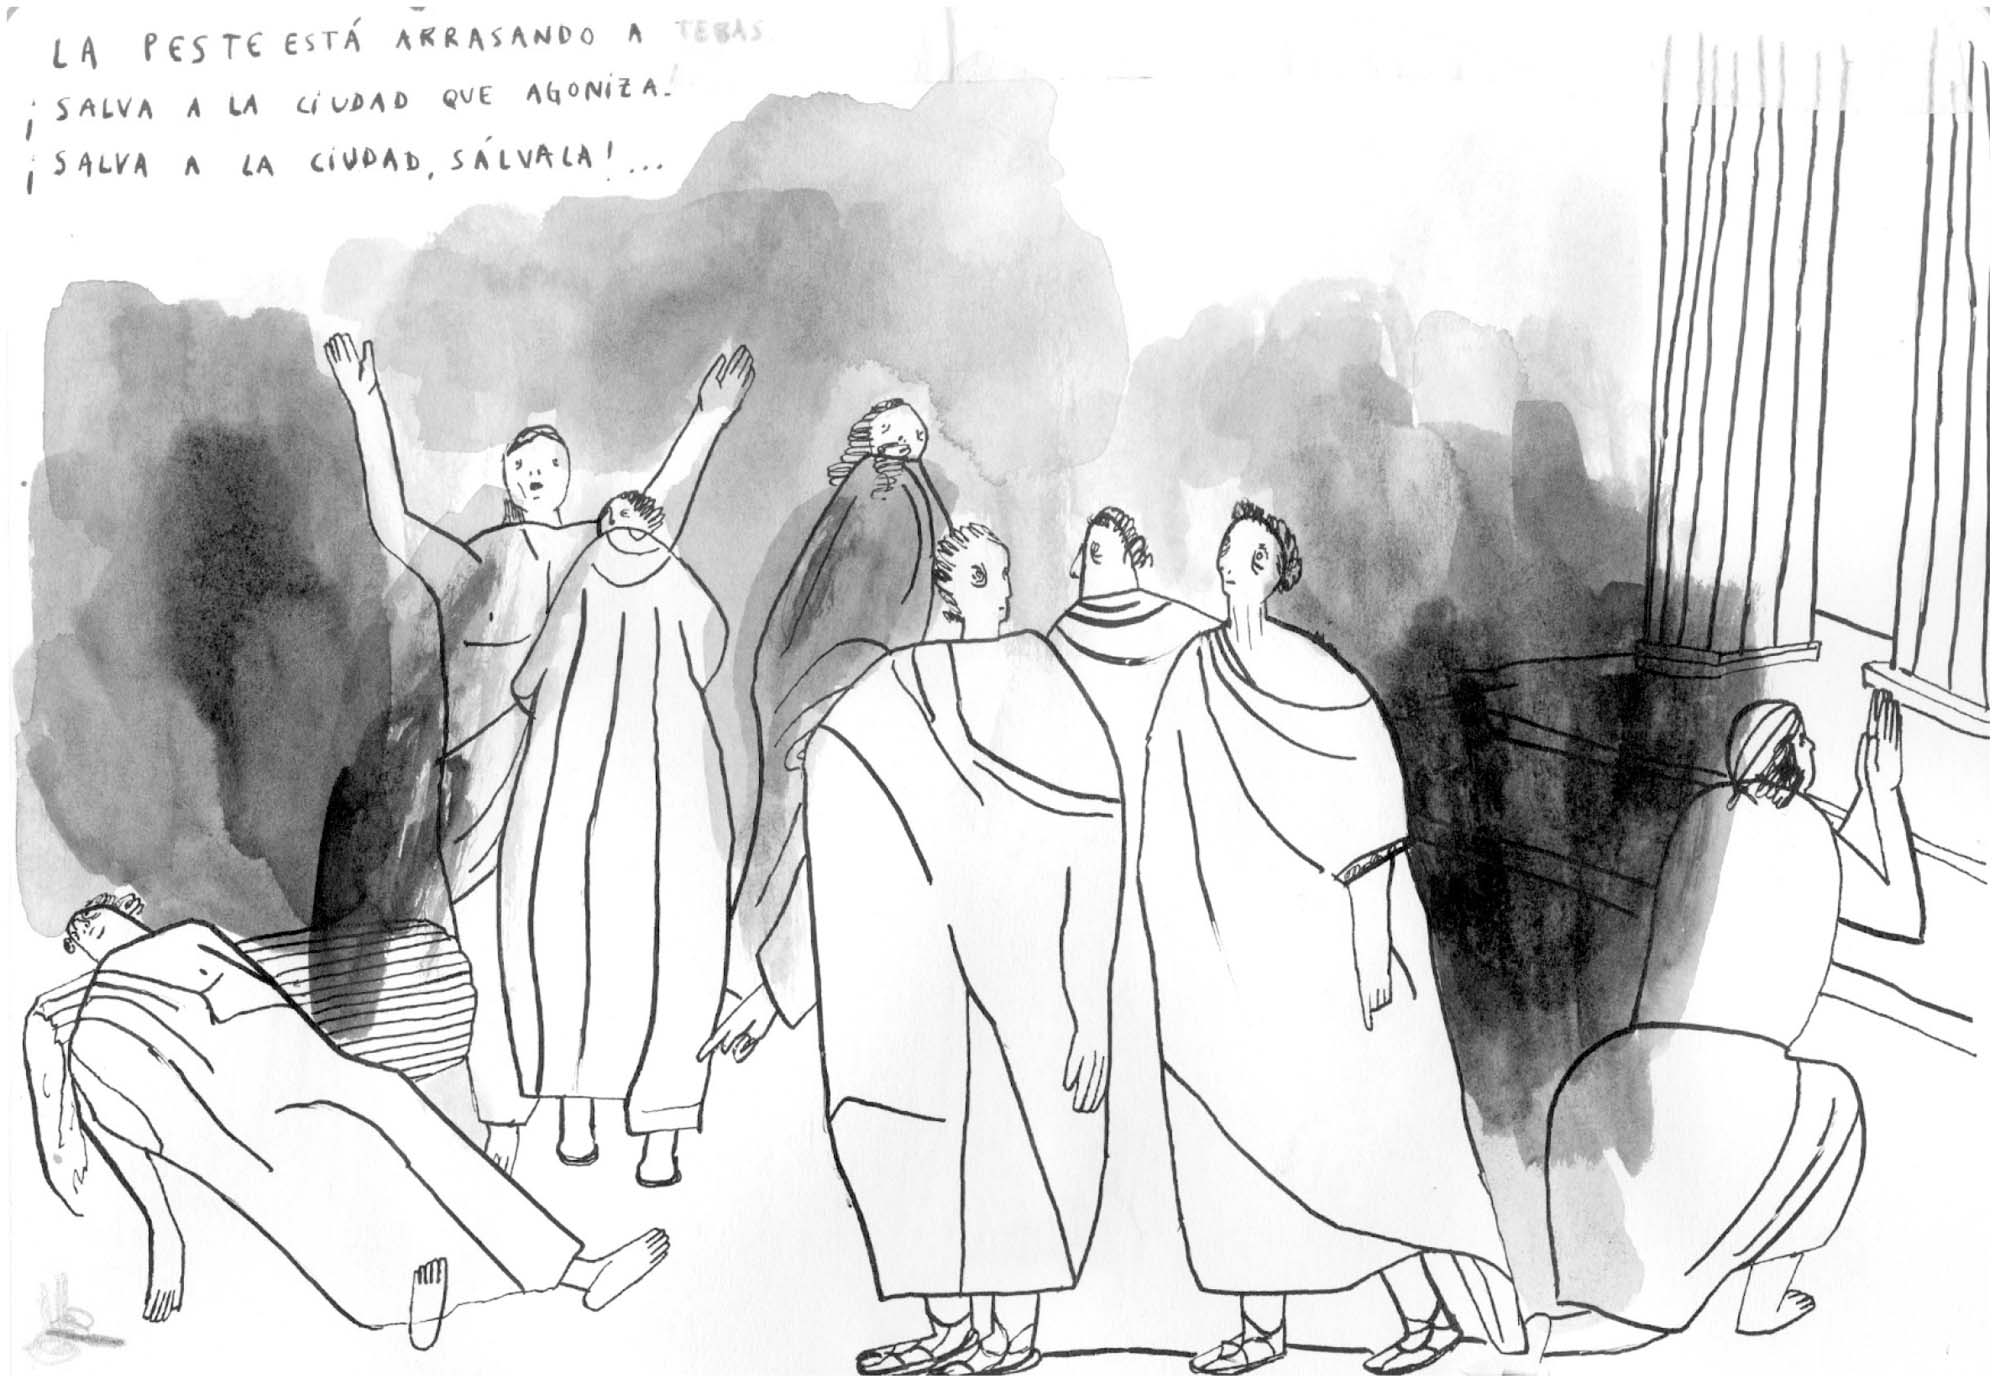 LA PESTE ESTÁ ARRASANDO A TEBAS
¡SALVA A LA CIUDAD QUE AGONIZA!
¡SALVA A LA CIUDAD, SÁLVALA!...